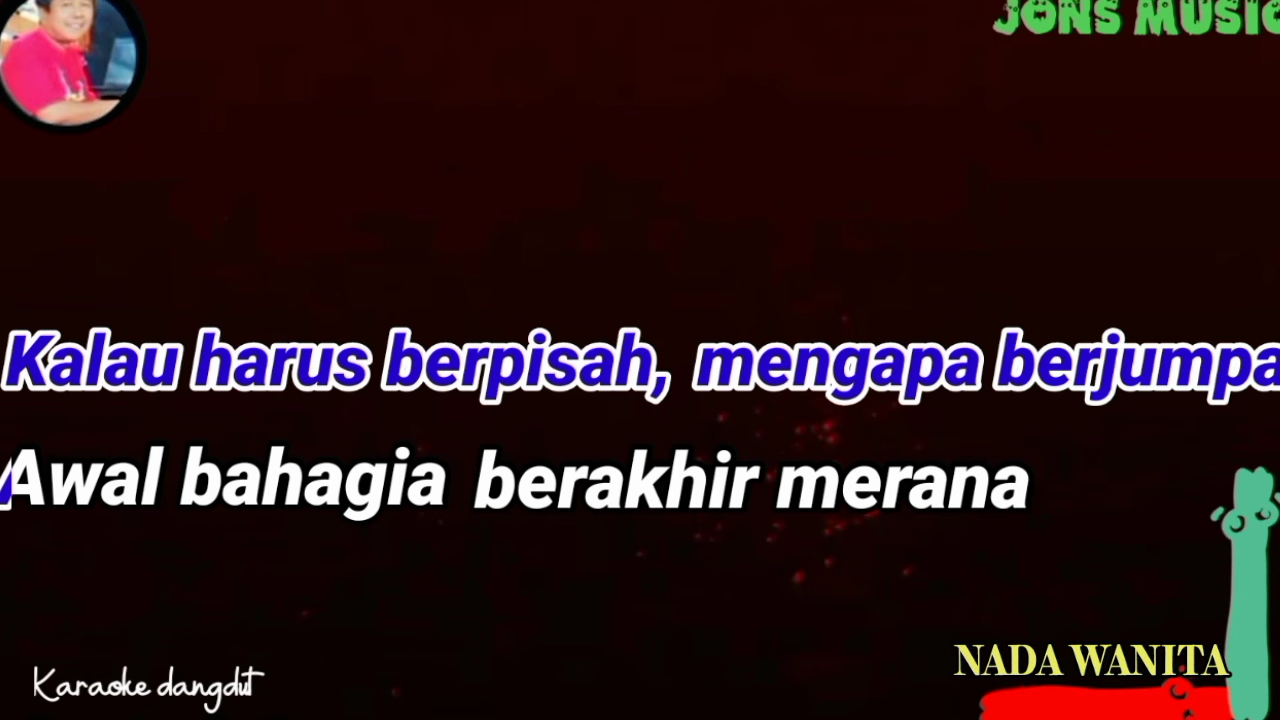 JONS MUSIC
Kalau harus berpisah, mengapa berjumpa
Awal bahagia berakhir merana
NADA WANITA
Karaoke dangdut